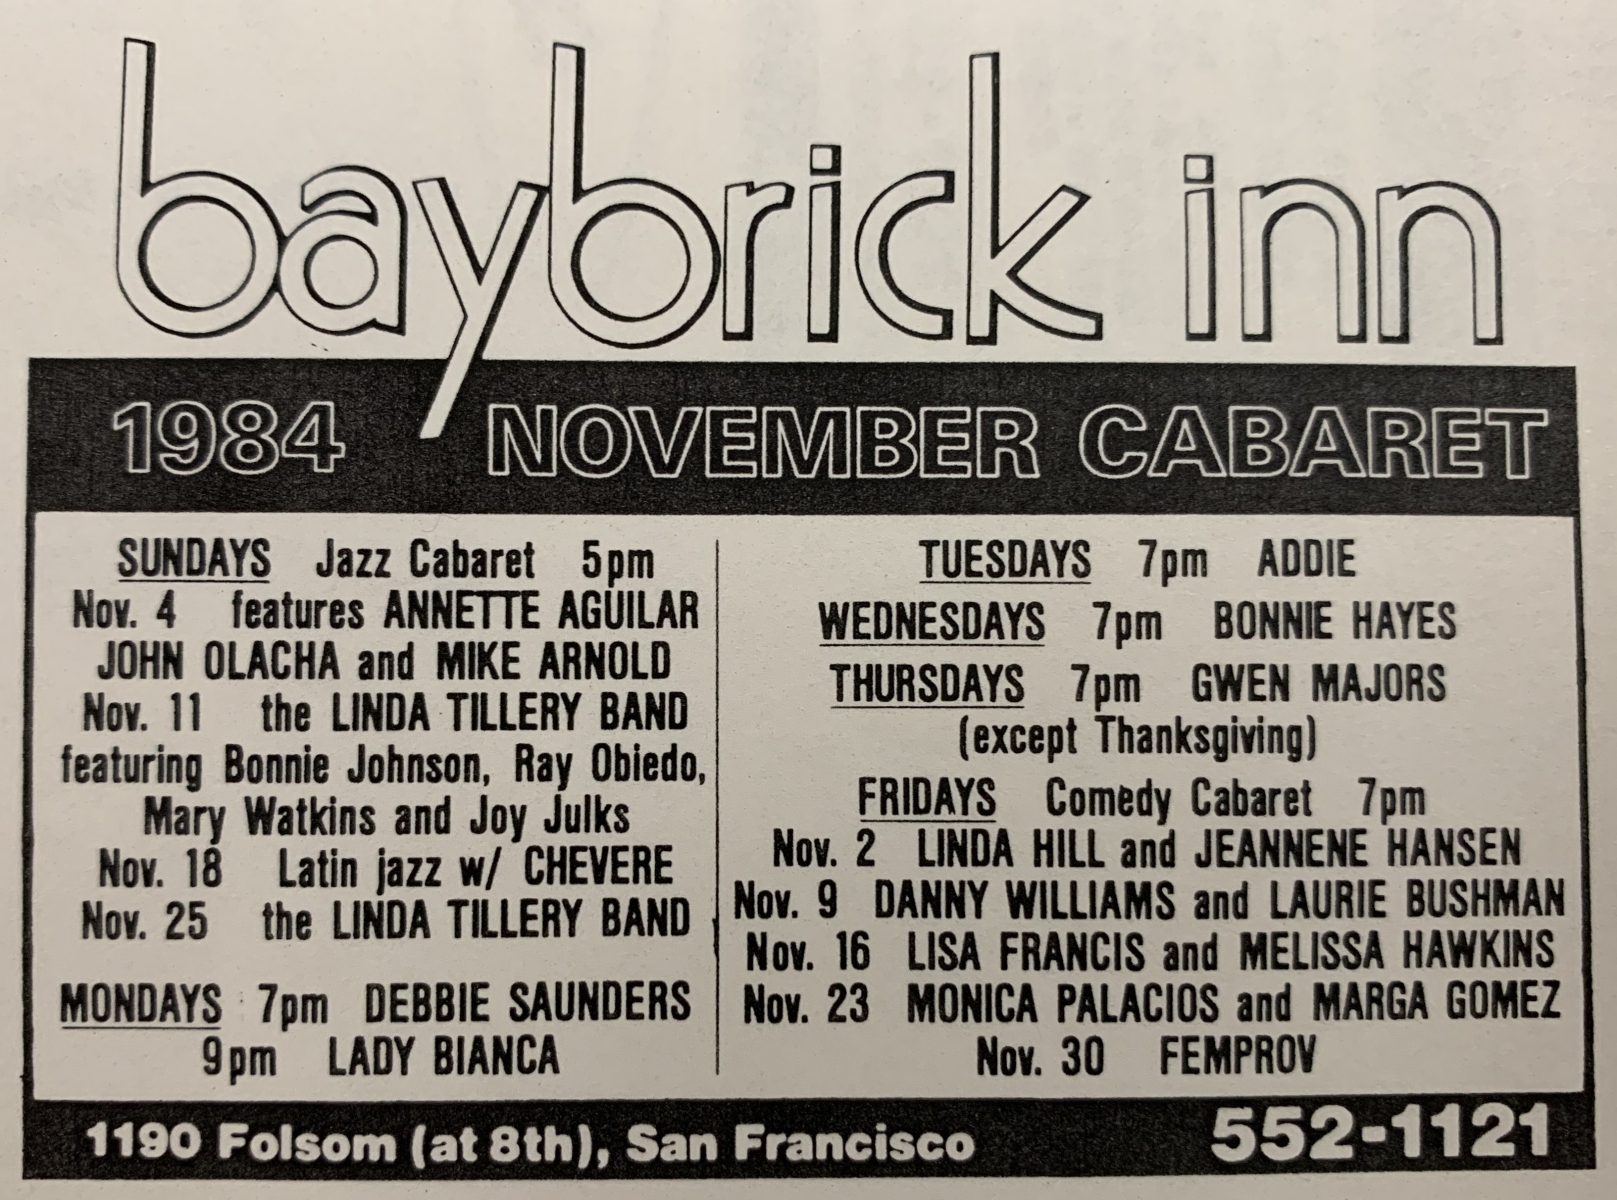 baybrick inn
1984 NOVEMBER CABARET
SUNDAYS Jazz Cabaret 5pm
Nov. 4 features ANNETTE AGUILAR
JOHN OLACHA and MIKE ARNOLD
Nov. 11 the LINDA TILLERY BAND
featuring Bonnie Johnson, Ray Obiedo,
Mary Watkins and Joy Julks
Nov. 18 Latin jazz w/ CHEVERE
Nov. 25 the LINDA TILLERY BAND
MONDAYS 7pm DEBBIE SAUNDERS
9pm LADY BIANCA
TUESDAYS 7pm ADDIE
WEDNESDAYS 7pm BONNIE HAYES
THURSDAYS 7pm GWEN MAJORS
(except Thanksgiving)
FRIDAYS Comedy Cabaret 7pm
Nov. 2 LINDA HILL and JEANNENE HANSEN
Nov. 9 DANNY WILLIAMS and LAURIE BUSHMAN
Nov. 16 LISA FRANCIS and MELISSA HAWKINS
Nov. 23 MONICA PALACIOS and MARGA GOMEZ
Nov. 30 FEMPROV
1190 Folsom (at 8th), San Francisco 552-1121